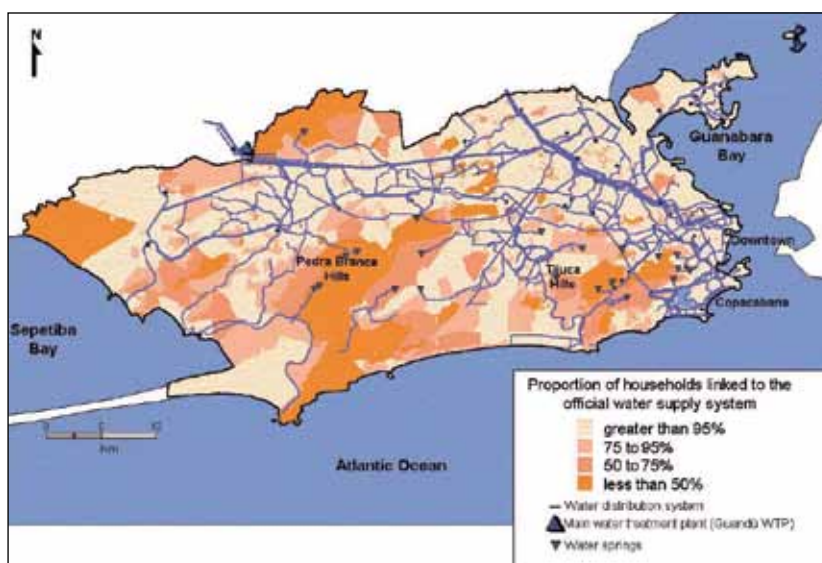 N
Guanabara
Bay
Downtown
Copacabana
Pedra Branca
Hills
Tijuca
Hills
Sepetiba
Bay
Atlantic Ocean
Proportion of households linked to the
official water supply system
greater than 95%
75 to 95%
50 to 75%
less than 50%
Water distribution system
Main water treatment plant (Guandú WTP)
Water springs